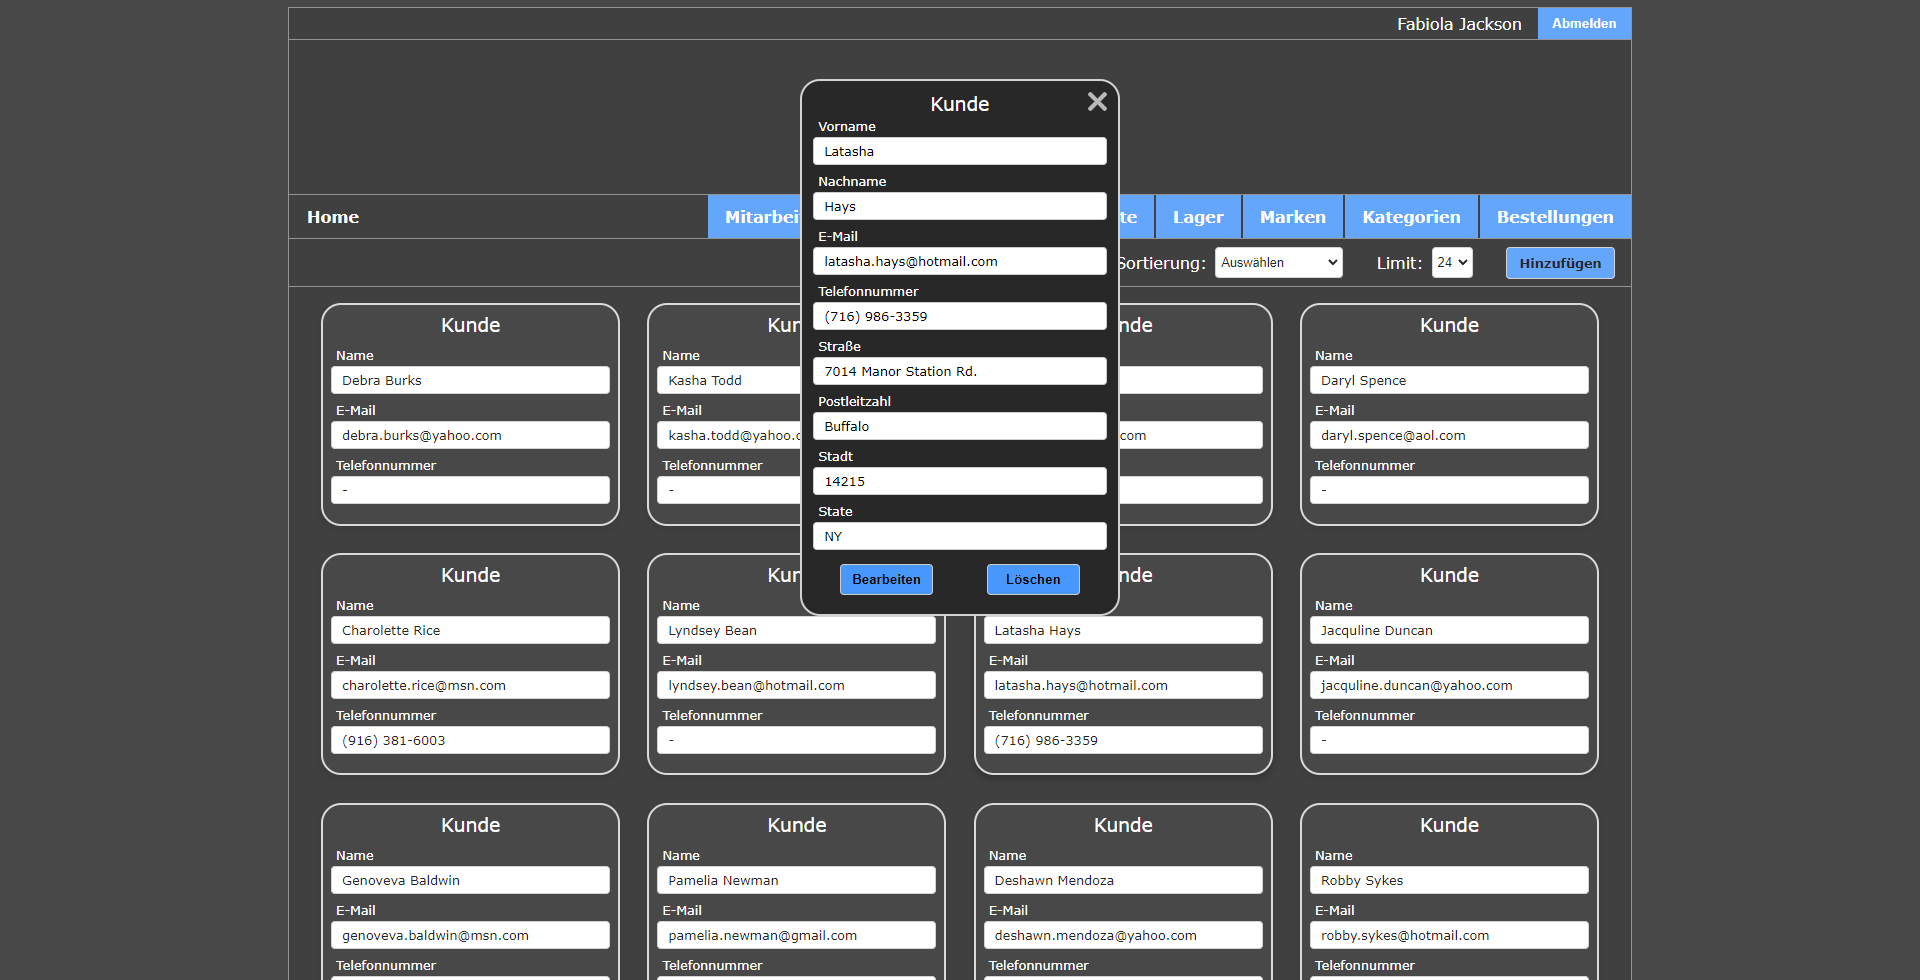 Fabiola Jackson Abmelden
Home Mitarbei te Lager Marken Kategorien Bestellungen
Sortierung: Auswählen Limit: 24 Hinzufügen
Kunde
Vorname
Latasha
Nachname
Hays
E-Mail
latasha.hays@hotmail.com
Telefonnummer
(716) 986-3359
Straße
7014 Manor Station Rd.
Postleitzahl
Buffalo
Stadt
14215
State
NY
Bearbeiten Löschen
Kunde
Name
Debra Burks
E-Mail
debra.burks@yahoo.com
Telefonnummer
-
Kun
Name
Kasha Todd
E-Mail
kasha.todd@yahoo.c
Telefonnummer
-
nde
com
Kunde
Name
Daryl Spence
E-Mail
daryl.spence@aol.com
Telefonnummer
-
Kunde
Name
Charolette Rice
E-Mail
charolette.rice@msn.com
Telefonnummer
(916) 381-6003
Kun
Name
Lyndsey Bean
E-Mail
lyndsey.bean@hotmail.com
Telefonnummer
-
nde
Latasha Hays
E-Mail
latasha.hays@hotmail.com
Telefonnummer
(716) 986-3359
Kunde
Name
Jacquline Duncan
E-Mail
jacquline.duncan@yahoo.com
Telefonnummer
-
Kunde
Name
Genoveva Baldwin
E-Mail
genoveva.baldwin@msn.com
Telefonnummer
Kunde
Name
Pamelia Newman
E-Mail
pamelia.newman@gmail.com
Telefonnummer
Kunde
Name
Deshawn Mendoza
E-Mail
deshawn.mendoza@yahoo.com
Telefonnummer
Kunde
Name
Robby Sykes
E-Mail
robby.sykes@hotmail.com
Telefonnummer